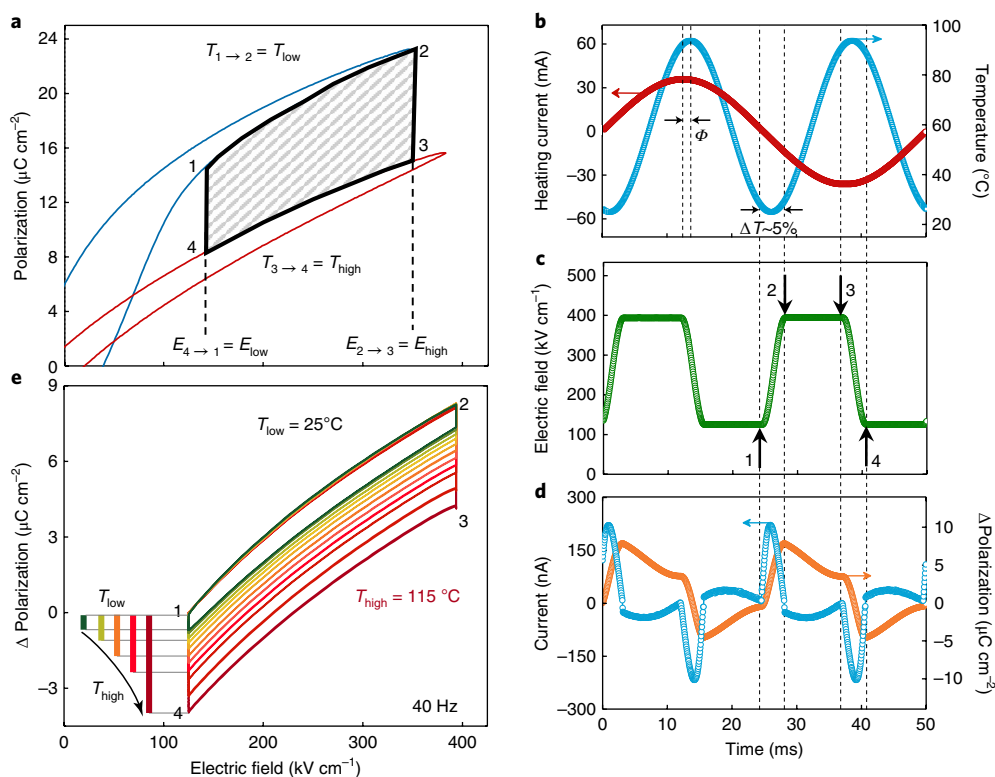 a
24
20
16
12
8
4
0
Polarization (µC cm−2)
T1→2 = Tlow
T3→4 = Thigh
1
2
3
4
E4→1 = Elow
E2→3 = Ehigh
e
8
6
3
0
−3
Δ Polarization (µC cm−2)
Tlow = 25°C
2
3
Thigh = 115 °C
Tlow
1
Thigh
4
40 Hz
0
100
200
300
400
Electric field (kV cm−1)
b
60
30
0
−30
−60
Heating current (mA)
100
80
60
40
20
Temperature (°C)
Φ
ΔT~5%
c
500
400
300
200
100
0
Electric field (kV cm−1)
2
3
1
4
d
300
150
0
−150
−300
Current (nA)
10
5
0
−5
−10
ΔPolarization (µC cm−2)
0
10
20
30
40
50
Time (ms)